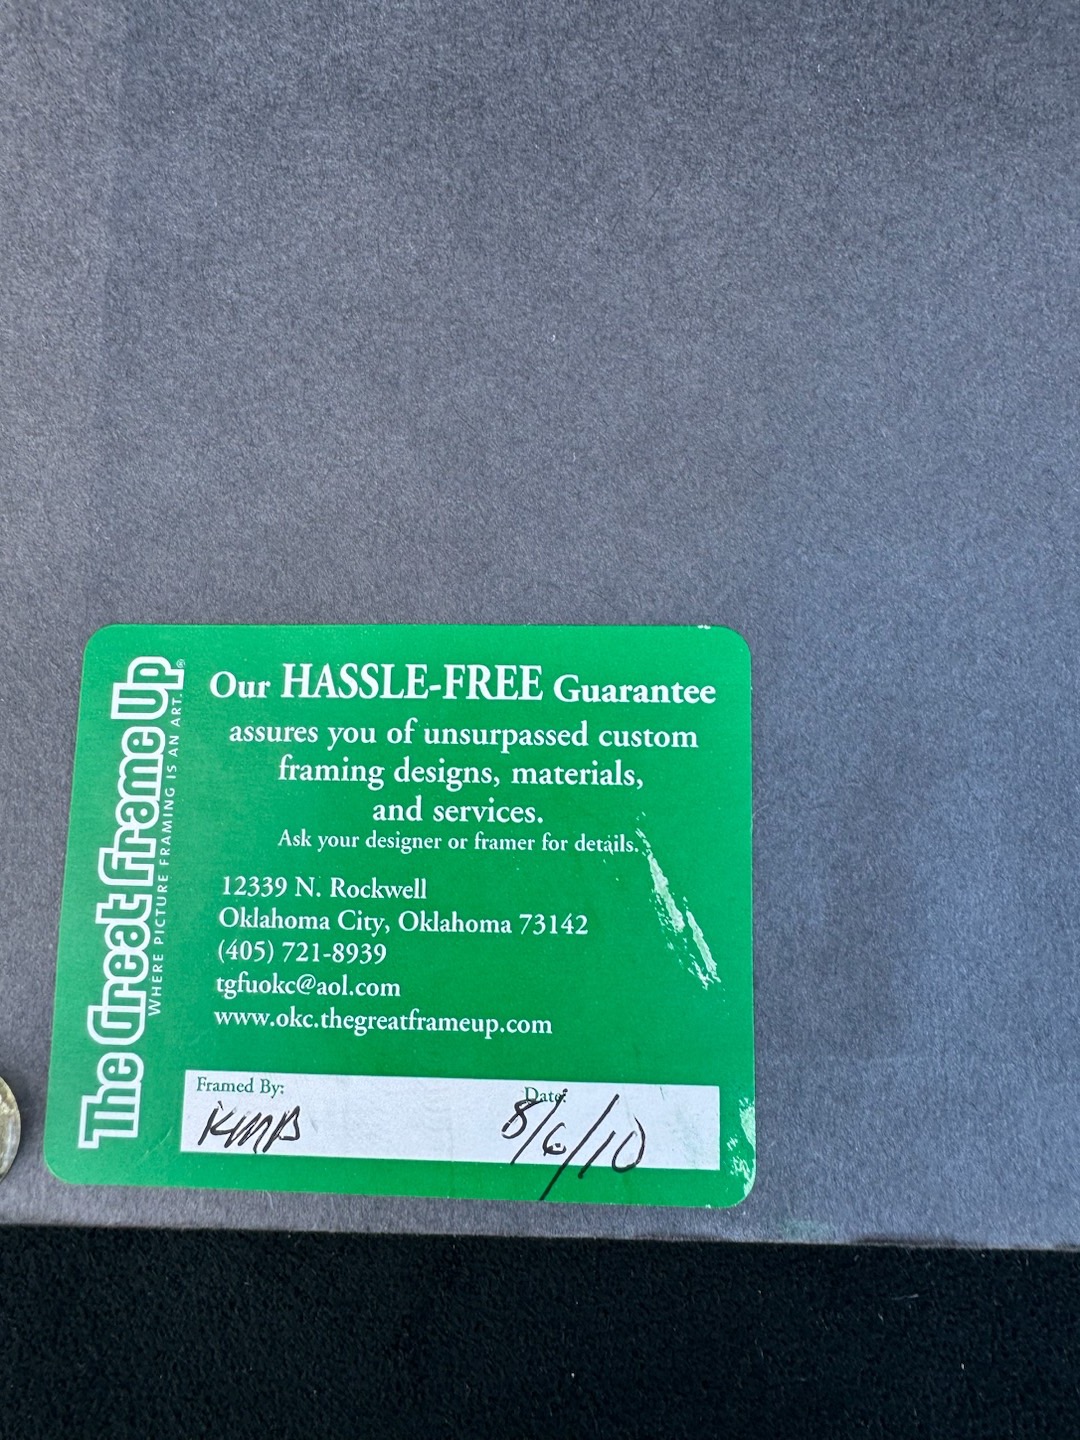 The Great Frame Up®
WHERE PICTURE FRAMING IS AN ART.
Our HASSLE-FREE Guarantee
assures you of unsurpassed custom
framing designs, materials,
and services.
Ask your designer or framer for details.
12339 N. Rockwell
Oklahoma City, Oklahoma 73142
(405) 721-8939
tgfuokc@aol.com
www.okc.thegreatframeup.com
Framed By: Date:
KMB 8/6/10